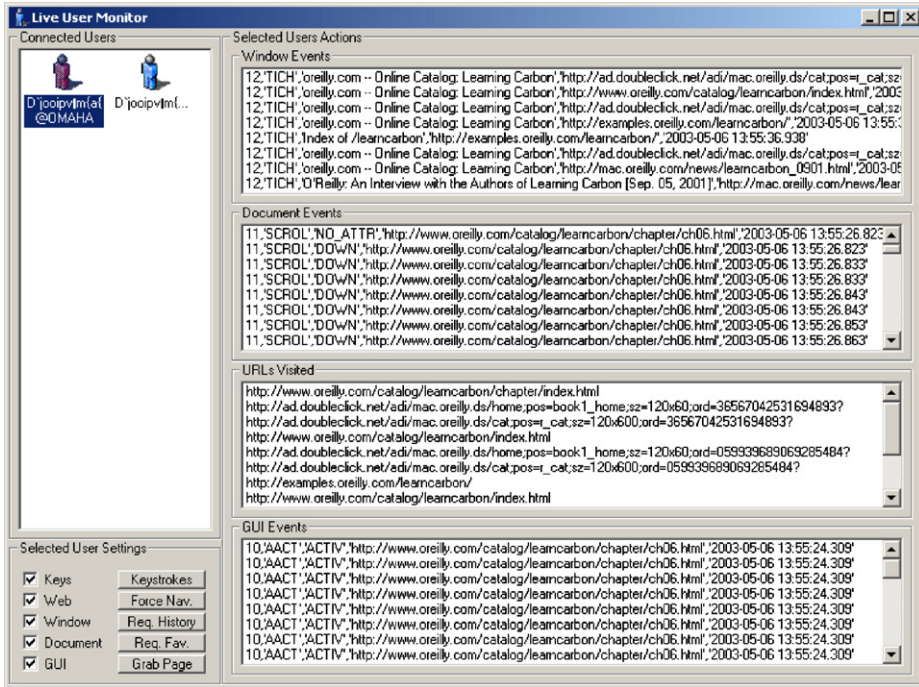 Live User Monitor
Connected Users
D`jooipv|m{a{
@OMAHA
D`jooipv|m{...
Selected User Settings
Keys
Keystrokes
Web
Force Nav.
Window
Req. History
Document
Req. Fav.
GUI
Grab Page
Selected Users Actions
Window Events
12,'TICH','oreilly.com -- Online Catalog: Learning Carbon','http://ad.doubleclick.net/adi/mac.oreilly.ds/cat;pos=r_cat;sz=
12,'TICH','oreilly.com -- Online Catalog: Learning Carbon','http://www.oreilly.com/catalog/learncarbon/index.html','2003
12,'TICH','oreilly.com -- Online Catalog: Learning Carbon','http://ad.doubleclick.net/adi/mac.oreilly.ds/cat;pos=r_cat;sz=
12,'TICH','oreilly.com -- Online Catalog: Learning Carbon','http://examples.oreilly.com/learncarbon/','2003-05-06 13:55:
12,'TICH','Index of /learncarbon','http://examples.oreilly.com/learncarbon/','2003-05-06 13:55:36.938'
12,'TICH','oreilly.com -- Online Catalog: Learning Carbon','http://ad.doubleclick.net/adi/mac.oreilly.ds/cat;pos=r_cat;sz=
12,'TICH','oreilly.com -- Online Catalog: Learning Carbon','http://mac.oreilly.com/news/learncarbon_0901.html','2003-05
12,'TICH','O'Reilly: An Interview with the Authors of Learning Carbon [Sep. 05, 2001]','http://mac.oreilly.com/news/lear
Document Events
11,'SCROL','NO_ATTR','http://www.oreilly.com/catalog/learncarbon/chapter/ch06.html','2003-05-06 13:55:26.823
11,'SCROL','DOWN','http://www.oreilly.com/catalog/learncarbon/chapter/ch06.html','2003-05-06 13:55:26.823'
11,'SCROL','DOWN','http://www.oreilly.com/catalog/learncarbon/chapter/ch06.html','2003-05-06 13:55:26.833'
11,'SCROL','DOWN','http://www.oreilly.com/catalog/learncarbon/chapter/ch06.html','2003-05-06 13:55:26.833'
11,'SCROL','DOWN','http://www.oreilly.com/catalog/learncarbon/chapter/ch06.html','2003-05-06 13:55:26.843'
11,'SCROL','DOWN','http://www.oreilly.com/catalog/learncarbon/chapter/ch06.html','2003-05-06 13:55:26.843'
11,'SCROL','DOWN','http://www.oreilly.com/catalog/learncarbon/chapter/ch06.html','2003-05-06 13:55:26.853'
11,'SCROL','DOWN','http://www.oreilly.com/catalog/learncarbon/chapter/ch06.html','2003-05-06 13:55:26.863'
URLs Visited
http://www.oreilly.com/catalog/learncarbon/chapter/index.html
http://ad.doubleclick.net/adi/mac.oreilly.ds/home;pos=book1_home;sz=120x60;ord=365670425316948​93?
http://ad.doubleclick.net/adi/mac.oreilly.ds/cat;pos=r_cat;sz=120x600;ord=36567042531694893?
http://www.oreilly.com/catalog/learncarbon/index.html
http://ad.doubleclick.net/adi/mac.oreilly.ds/home;pos=book1_home;sz=120x60;ord=059939689069285484?
http://ad.doubleclick.net/adi/mac.oreilly.ds/cat;pos=r_cat;sz=120x600;ord=059939689069285484?
http://examples.oreilly.com/learncarbon/
http://www.oreilly.com/catalog/learncarbon/index.html
GUI Events
10,'AACT','ACTIV','http://www.oreilly.com/catalog/learncarbon/chapter/ch06.html','2003-05-06 13:55:24.309'
10,'AACT','ACTIV','http://www.oreilly.com/catalog/learncarbon/chapter/ch06.html','2003-05-06 13:55:24.309'
10,'AACT','ACTIV','http://www.oreilly.com/catalog/learncarbon/chapter/ch06.html','2003-05-06 13:55:24.309'
10,'AACT','ACTIV','http://www.oreilly.com/catalog/learncarbon/chapter/ch06.html','2003-05-06 13:55:24.309'
10,'AACT','ACTIV','http://www.oreilly.com/catalog/learncarbon/chapter/ch06.html','2003-05-06 13:55:24.309'
10,'AACT','ACTIV','http://www.oreilly.com/catalog/learncarbon/chapter/ch06.html','2003-05-06 13:55:24.309'
10,'AACT','ACTIV','http://www.oreilly.com/catalog/learncarbon/chapter/ch06.html','2003-05-06 13:55:24.309'
10,'AACT','ACTIV','http://www.oreilly.com/catalog/learncarbon/chapter/ch06.html','2003-05-06 13:55:24.309'